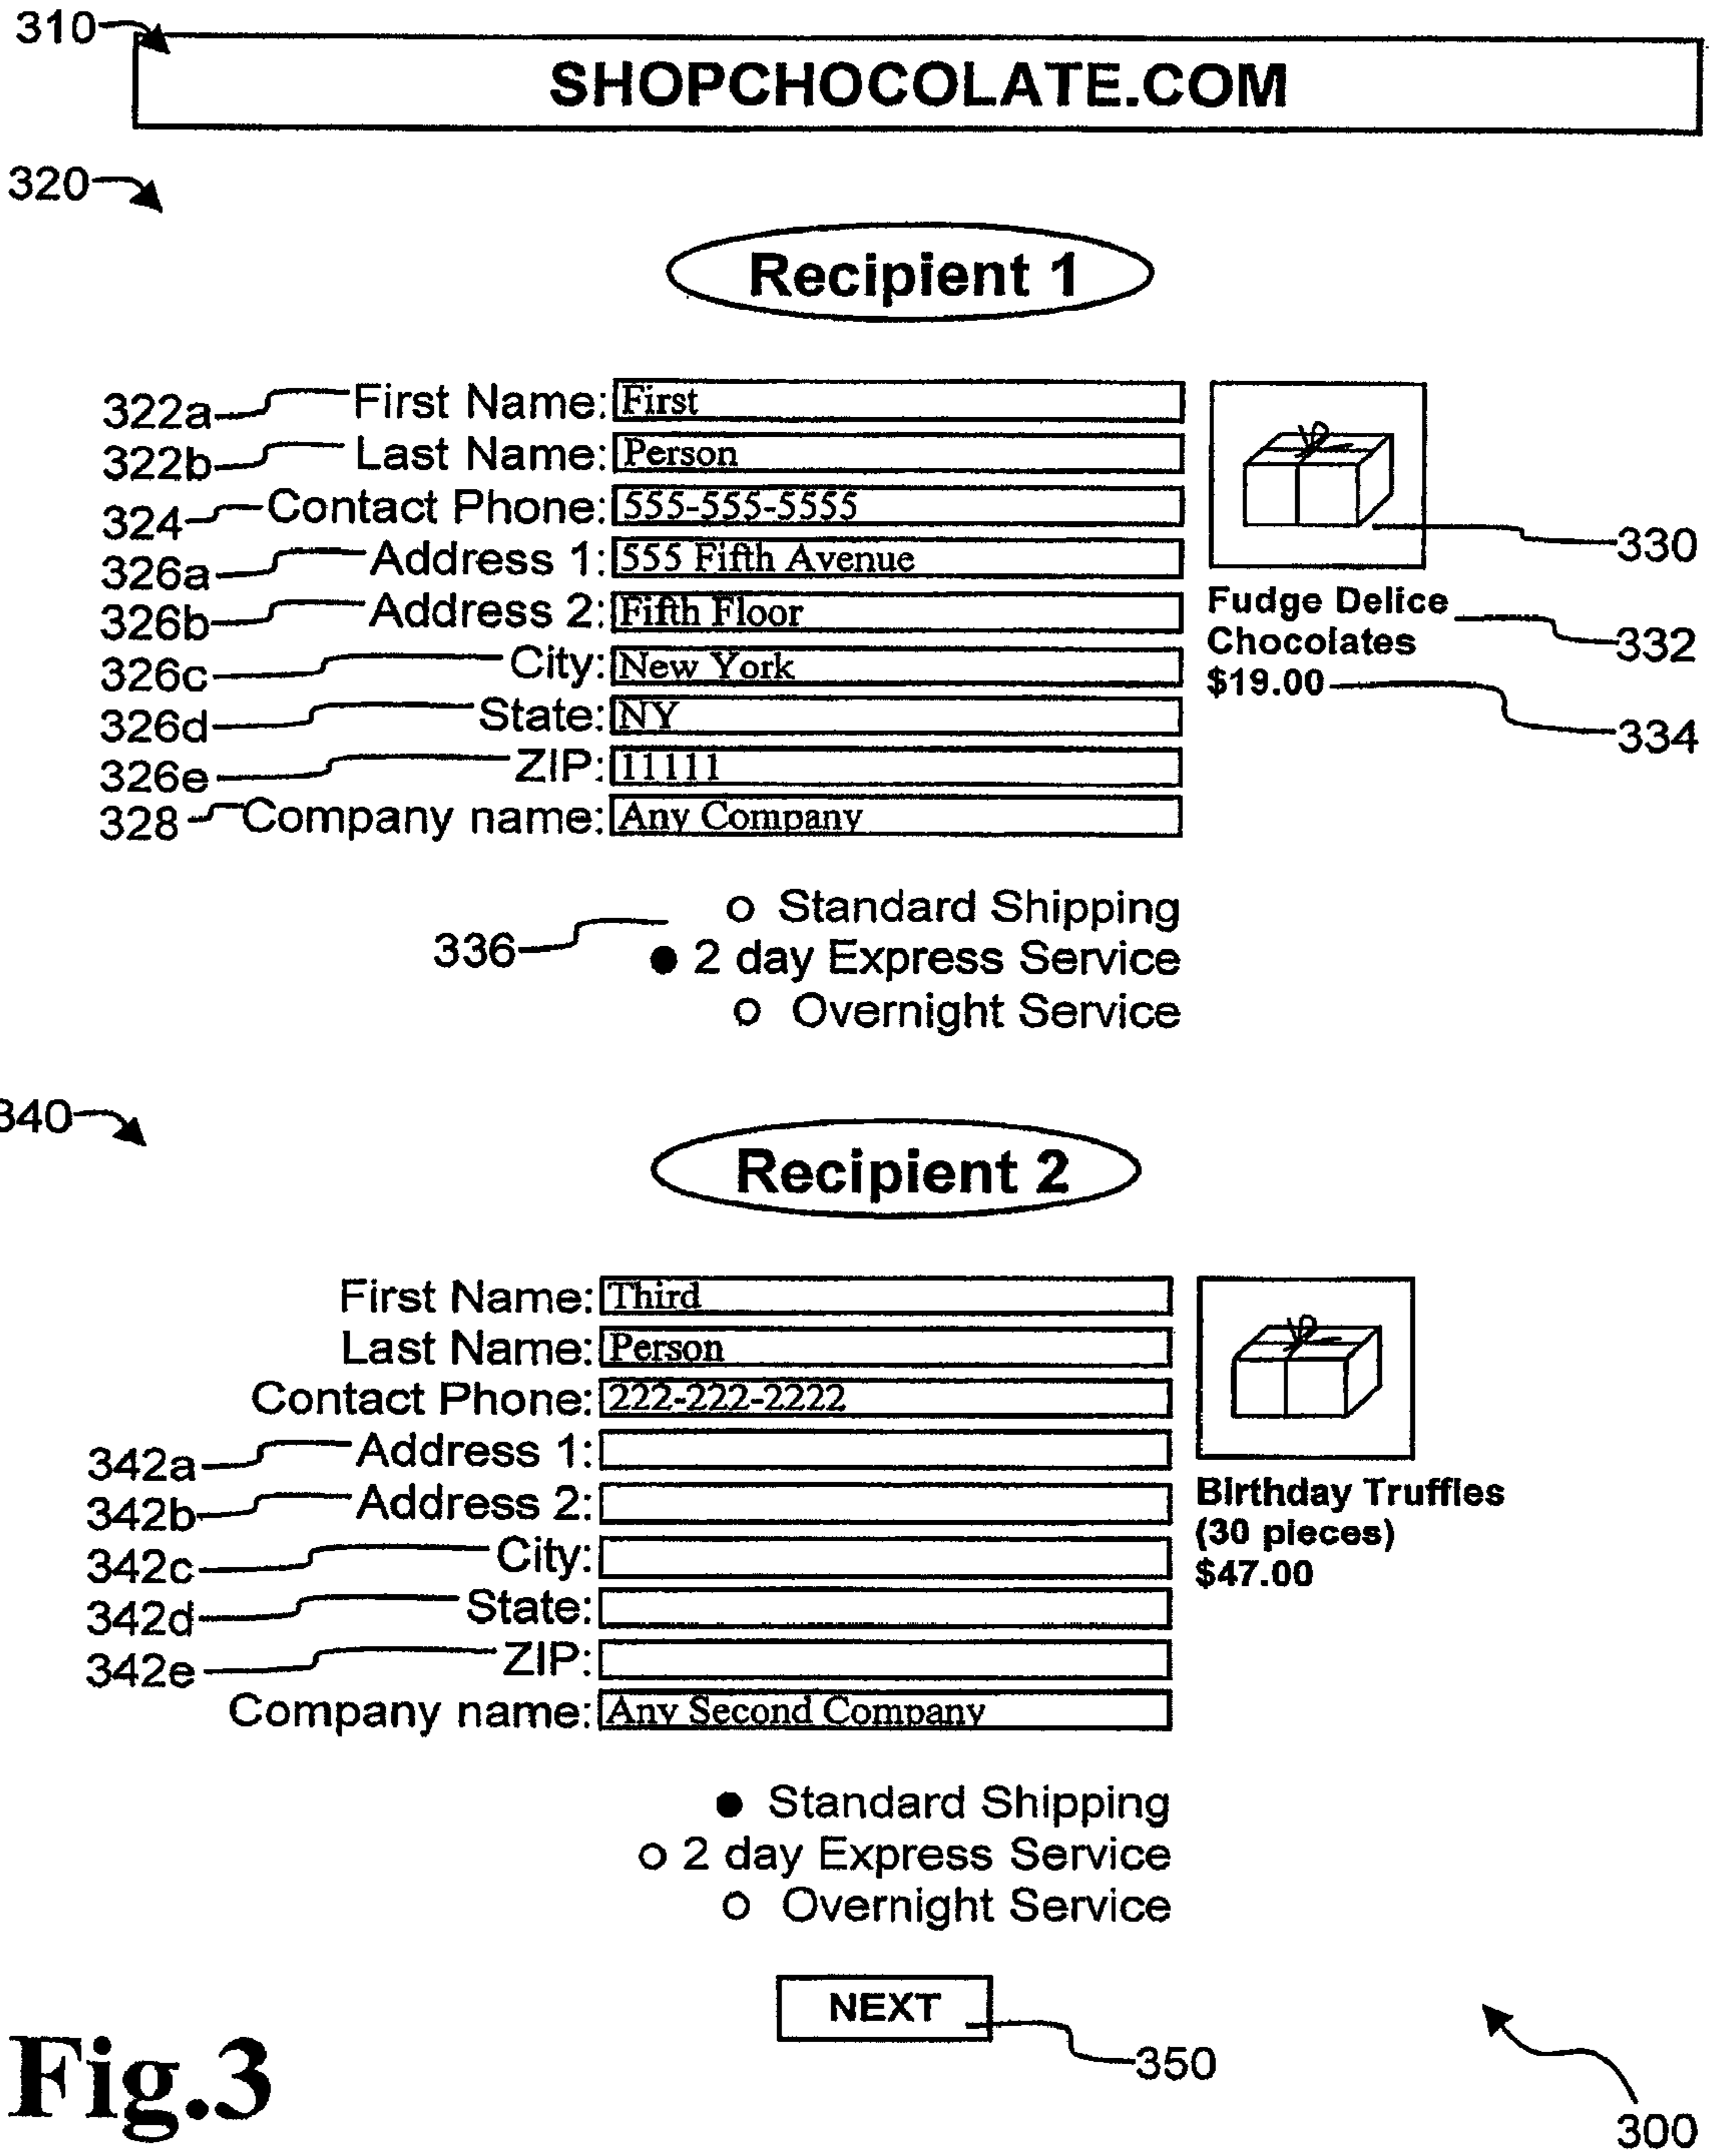 310
SHOPCHOCOLATE.COM
320
Recipient 1
322a First Name: First
322b Last Name: Person
324 Contact Phone: 555-555-5555
326a Address 1: 555 Fifth Avenue
330
326b Address 2: Fifth Floor
Fudge Delice
Chocolates
332
326c City: New York
$19.00
326d State: NY
334
326e ZIP: 11111
328 Company name: Any Company
Standard Shipping
336 2 day Express Service
Overnight Service
340
Recipient 2
First Name: Third
Last Name: Person
Contact Phone: 222-222-2222
342a Address 1:
342b Address 2:
Birthday Truffles
(30 pieces)
$47.00
342c City:
342d State:
342e ZIP:
Company name: Any Second Company
Standard Shipping
2 day Express Service
Overnight Service
NEXT
350
Fig.3
300